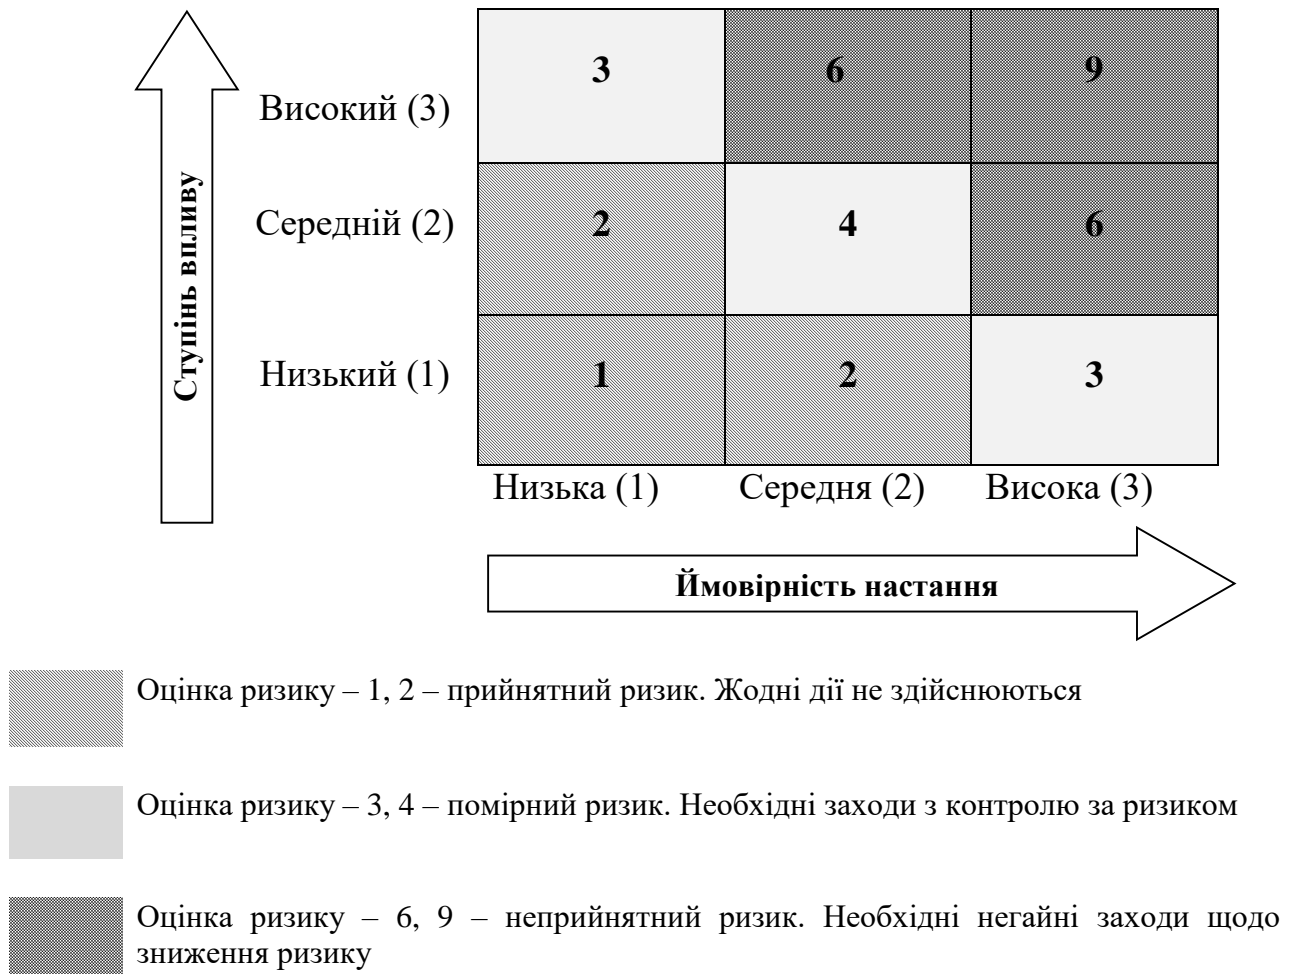 3 6 9
Високий (3)
Ступінь впливу
Середній (2)
2 4 6
Низький (1)
1 2 3
Низька (1) Середня (2) Висока (3)
Ймовірність настання
Оцінка ризику – 1, 2 – прийнятний ризик. Жодні дії не здійснюються
Оцінка ризику – 3, 4 – помірний ризик. Необхідні заходи з контролю за ризиком
Оцінка ризику – 6, 9 – неприйнятний ризик. Необхідні негайні заходи щодо
зниження ризику